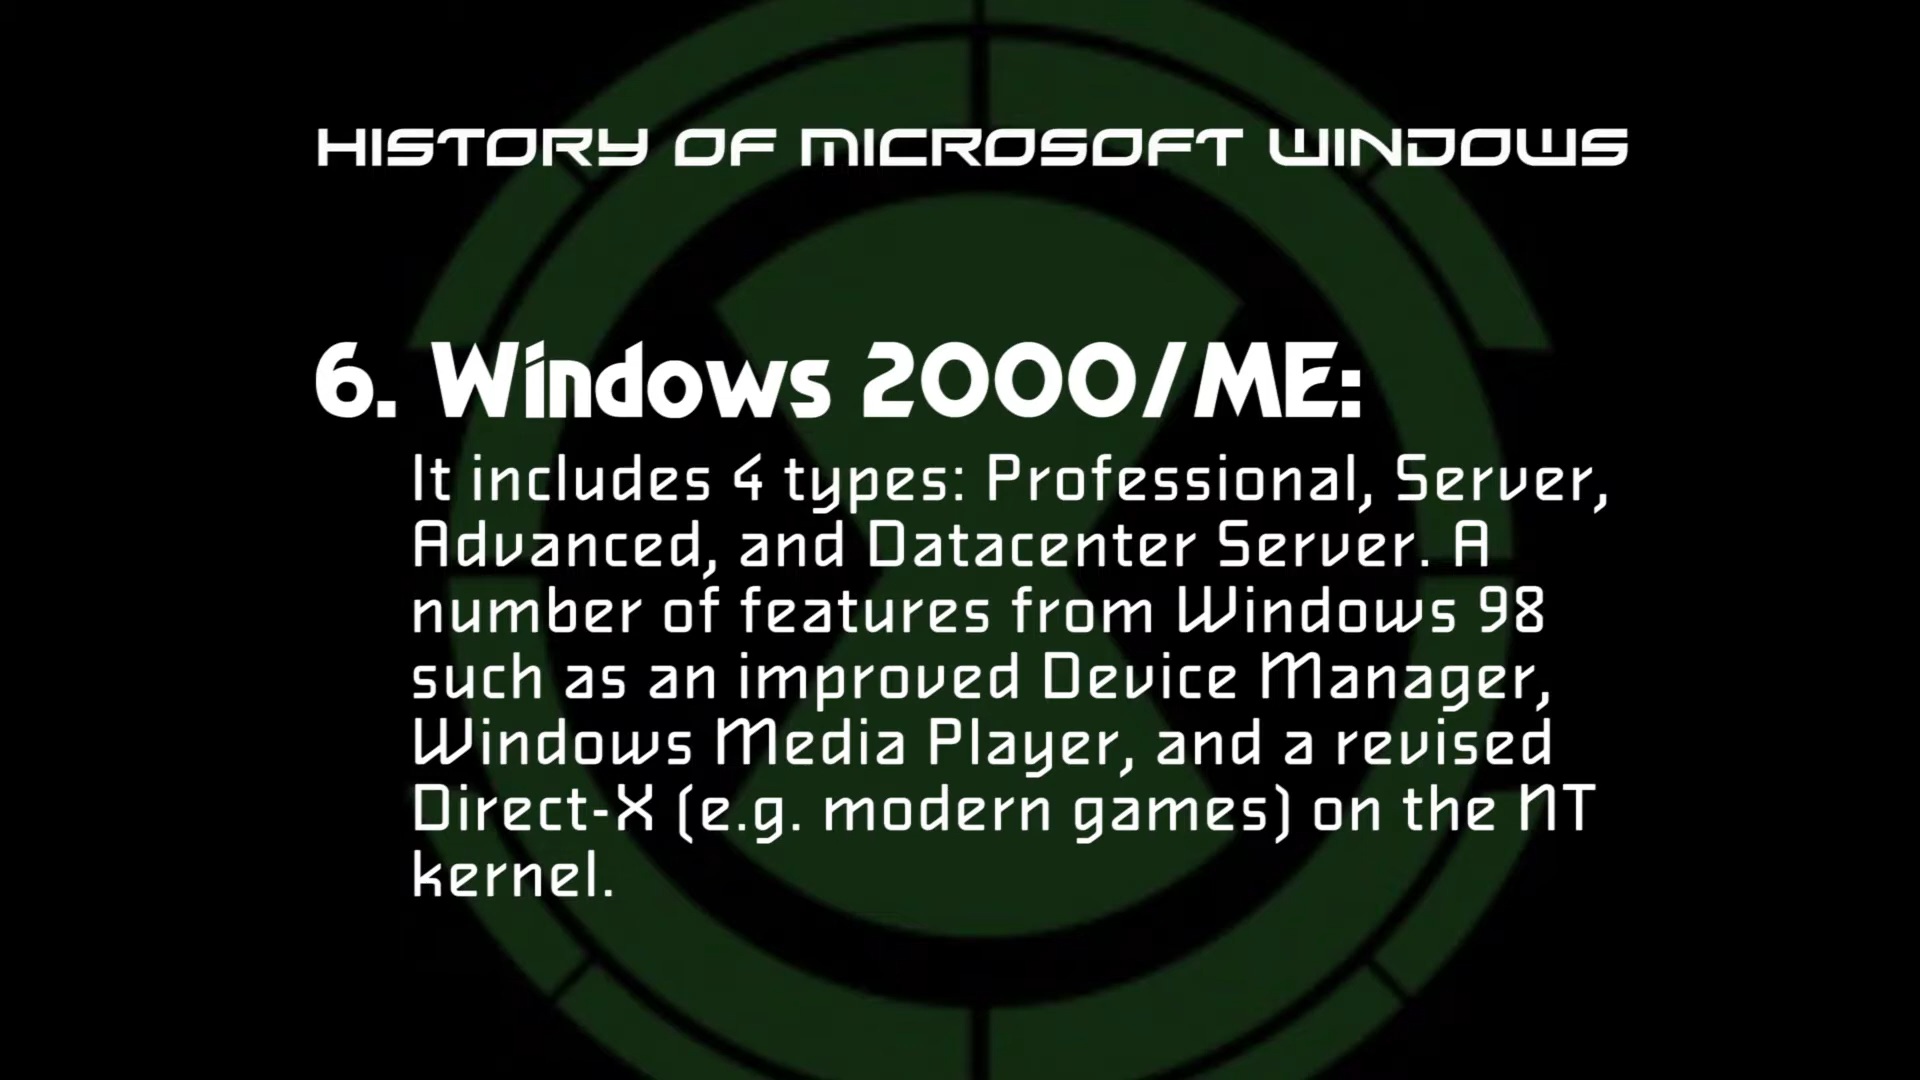 HISTORY OF MICROSOFT WINDOWS
6. Windows 2000/ME:
It includes 4 types: Professional, Server,
Advanced, and Datacenter Server. A
number of features from Windows 98
such as an improved Device Manager,
Windows Media Player, and a revised
Direct-X (e.g. modern games) on the NT
kernel.